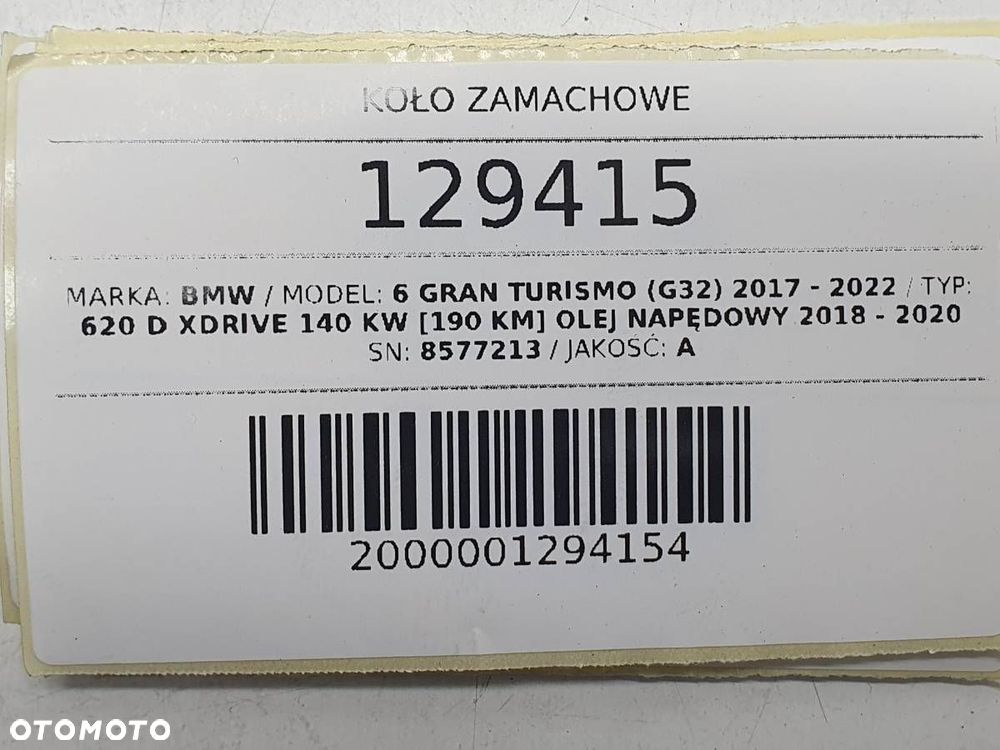 KOŁO ZAMACHOWE
129415
MARKA: BMW / MODEL: 6 GRAN TURISMO (G32) 2017 - 2022 / TYP:
620 D XDRIVE 140 KW [190 KM] OLEJ NAPĘDOWY 2018 - 2020
SN: 8577213 / JAKOŚĆ: A
2000001294154
OTOMOTO